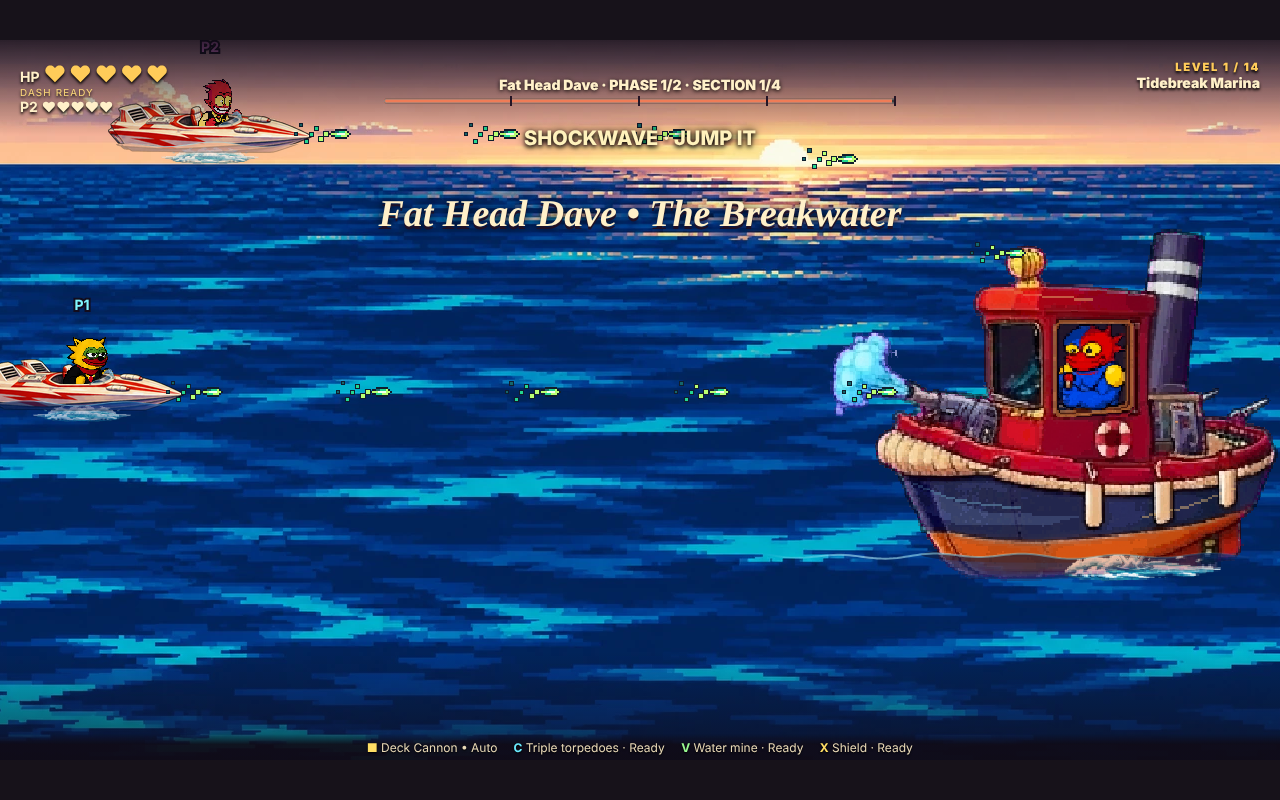 P2
HP
DASH READY
P2
Fat Head Dave · PHASE 1/2 · SECTION 1/4
LEVEL 1 / 14
Tidebreak Marina
SHOCKWAVE JUMP IT
Fat Head Dave • The Breakwater
P1
Deck Cannon • Auto C Triple torpedoes · Ready V Water mine · Ready X Shield · Ready